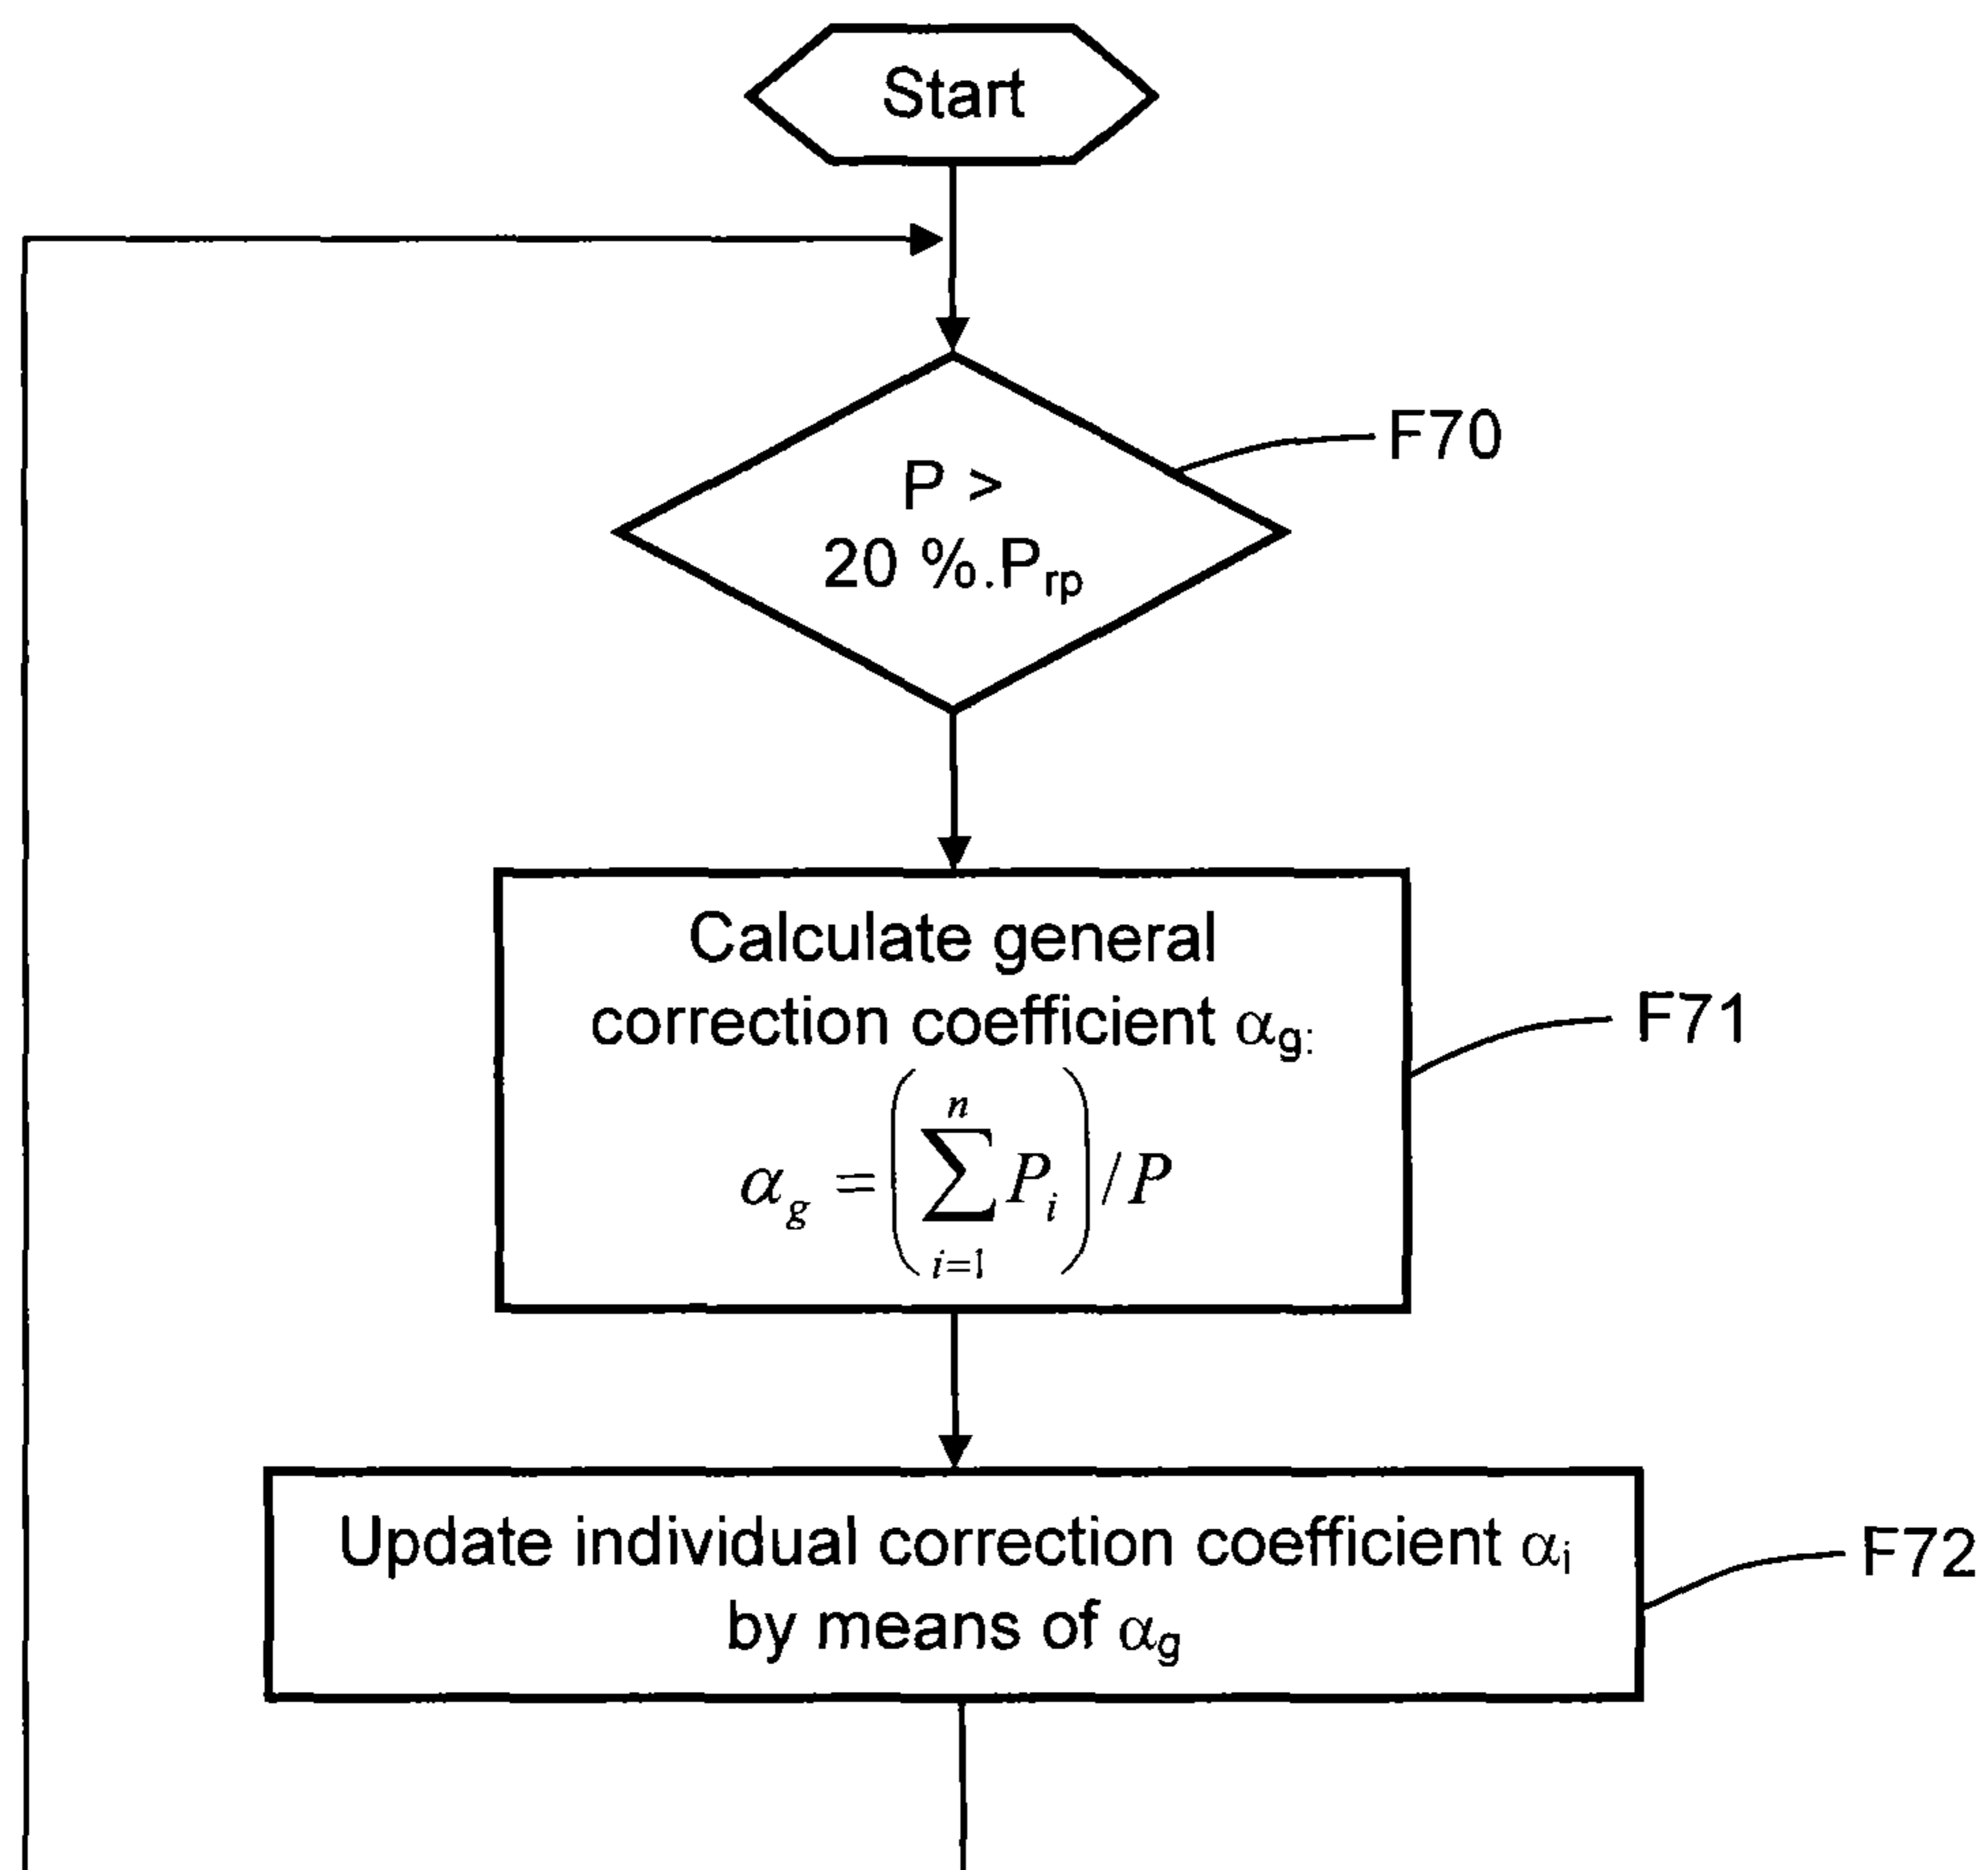 Start
F70
P >
20 %.Prp
Calculate general
correction coefficient αg:
F71
αg = (∑ i=1 n Pi) / P
Update individual correction coefficient αi
F72
by means of αg